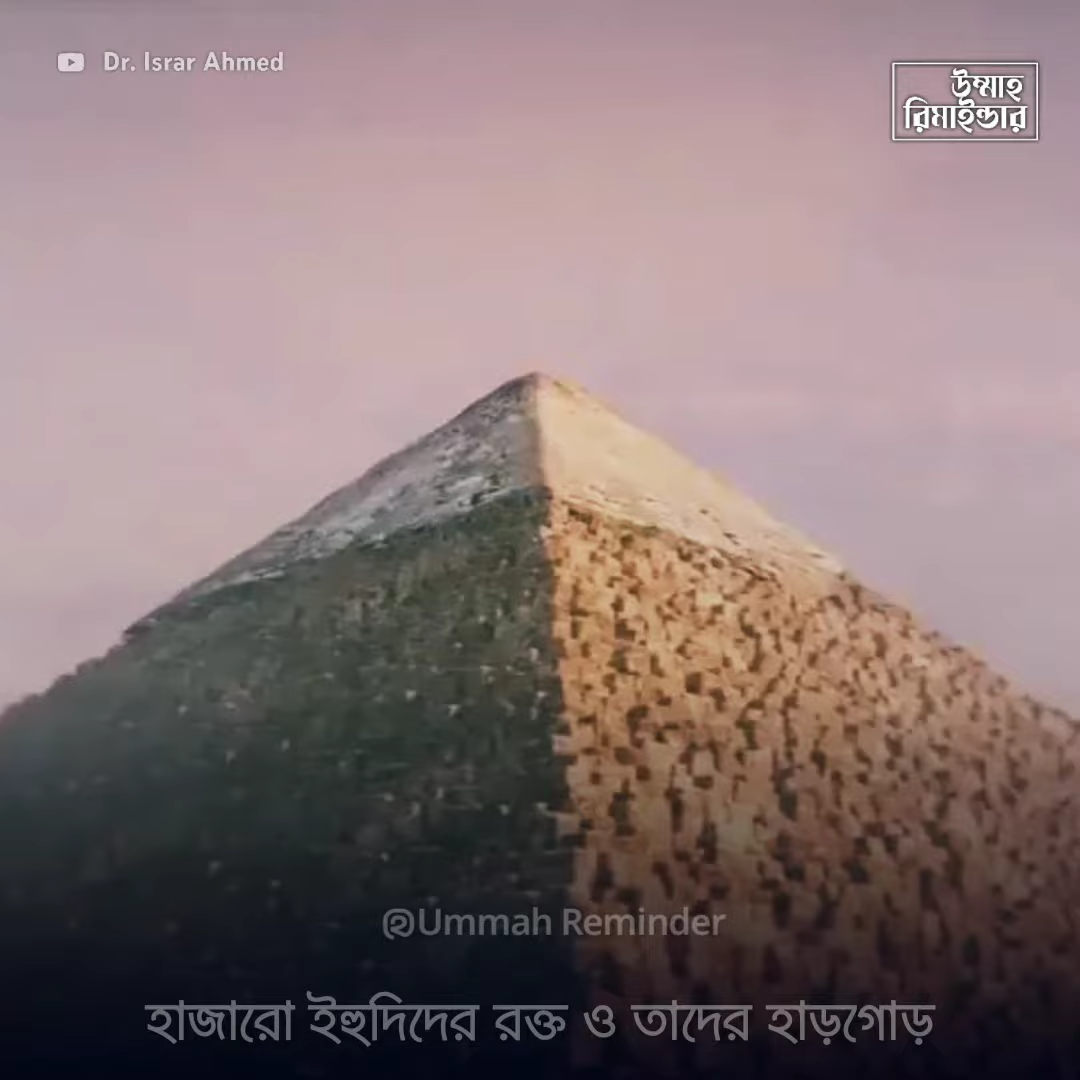 Dr. Israr Ahmed
উম্মাহ
রিমাইন্ডার
@Ummah Reminder
হাজারো ইহুদিদের রক্ত ও তাদের হাড়গোড়